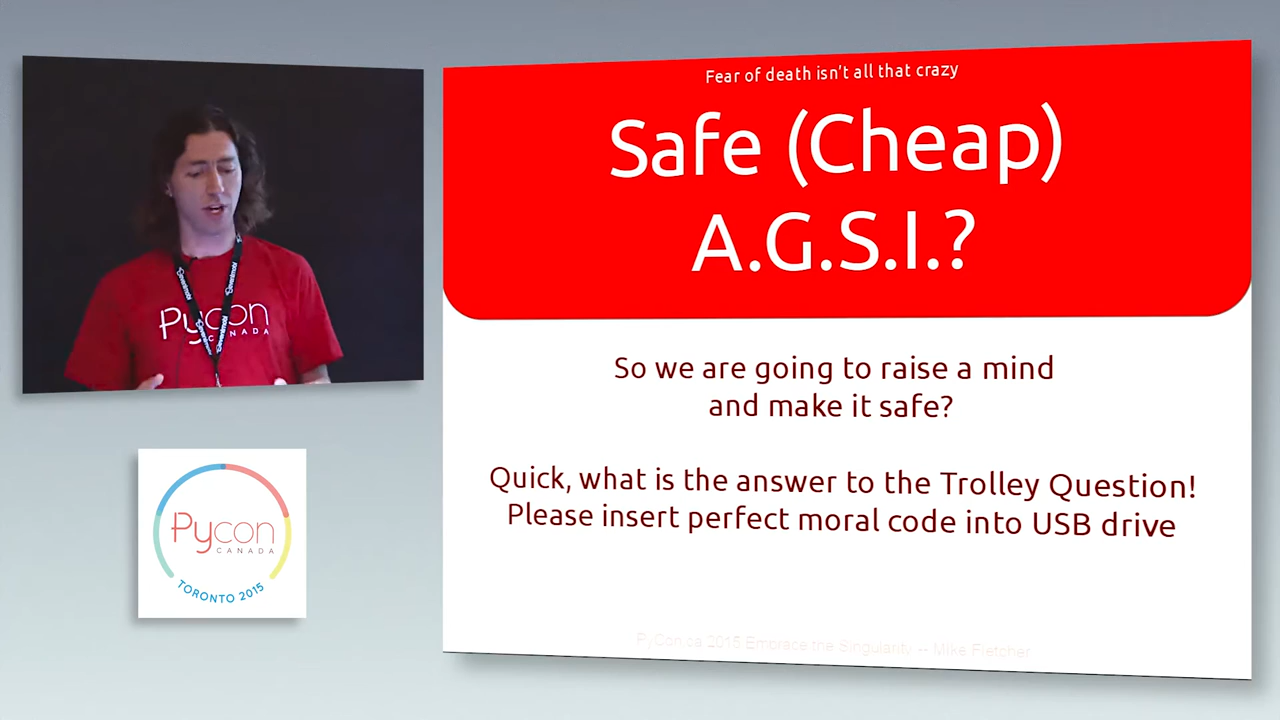 Fear of death isn't all that crazy
Safe (Cheap)
A.G.S.I.?
So we are going to raise a mind
and make it safe?
Quick, what is the answer to the Trolley Question!
Please insert perfect moral code into USB drive
PyCon.ca 2015 Embrace the Singularity -- Mike Fletcher
Pycon
CANADA
Pycon
CANADA
TORONTO 2015